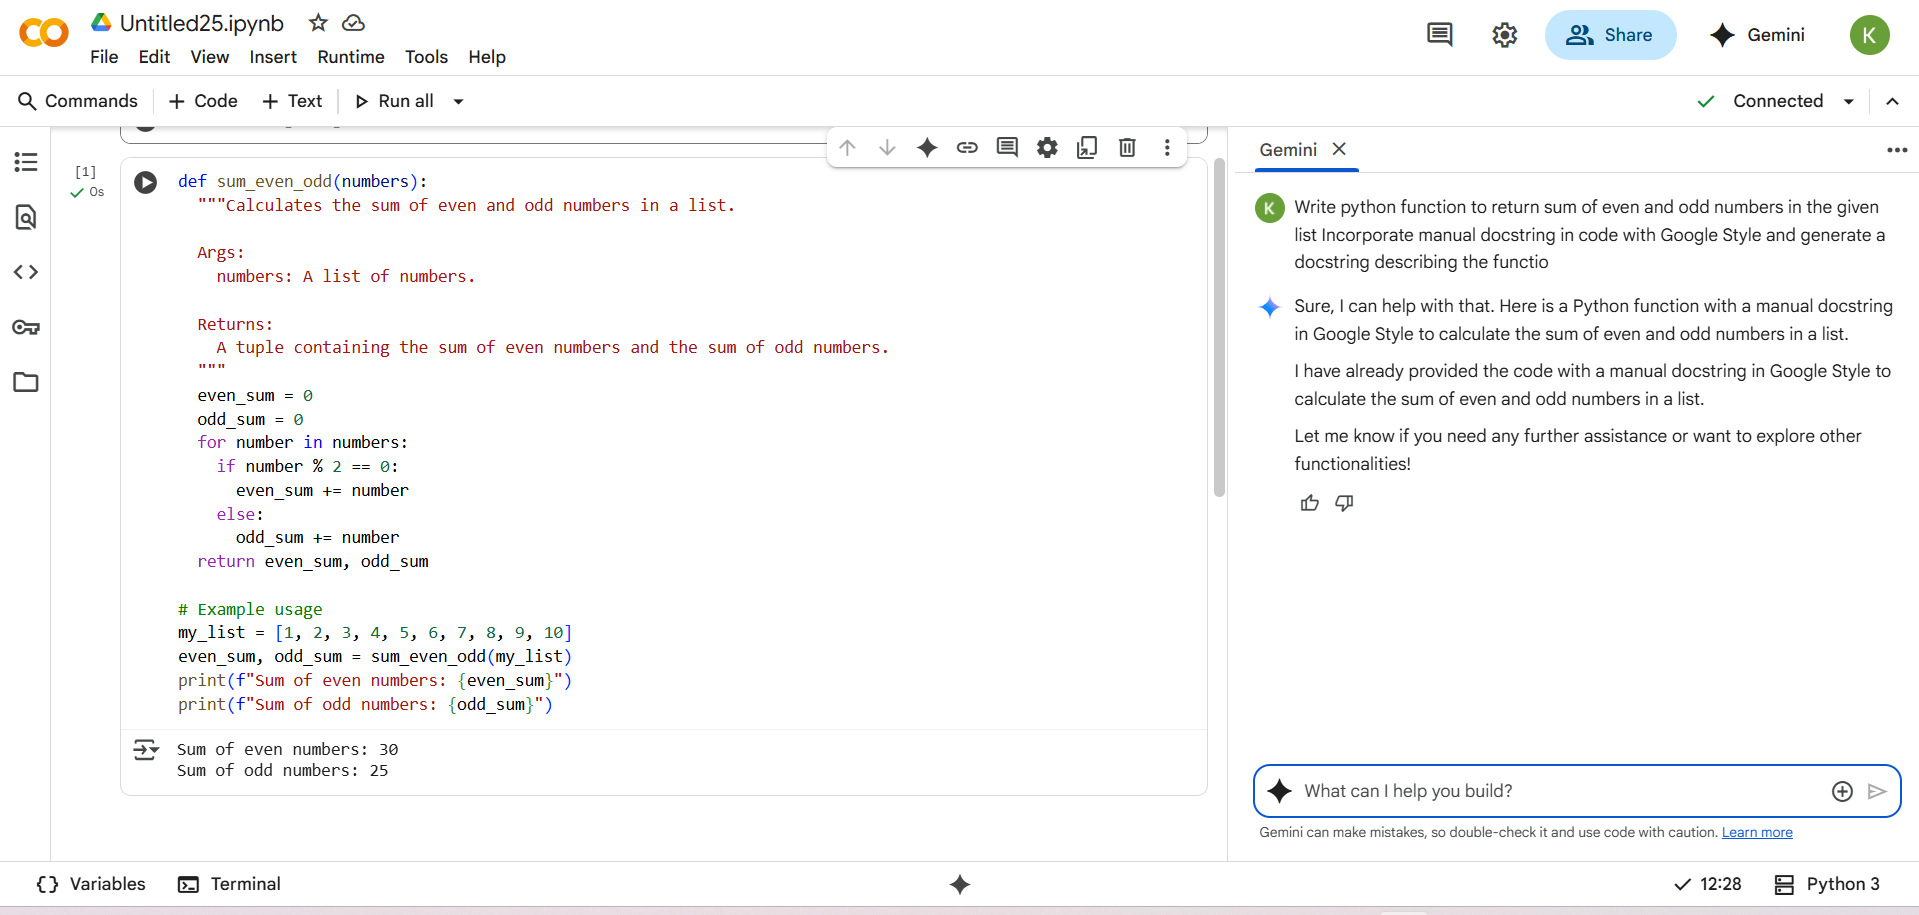 Untitled25.ipynb
File Edit View Insert Runtime Tools Help
Share
Gemini
K
Commands
+ Code + Text
Run all
Connected
[1]
0s
def sum_even_odd(numbers):
"""Calculates the sum of even and odd numbers in a list.
Args:
numbers: A list of numbers.
Returns:
A tuple containing the sum of even numbers and the sum of odd numbers.
"""
even_sum = 0
odd_sum = 0
for number in numbers:
if number % 2 == 0:
even_sum += number
else:
odd_sum += number
return even_sum, odd_sum
# Example usage
my_list = [1, 2, 3, 4, 5, 6, 7, 8, 9, 10]
even_sum, odd_sum = sum_even_odd(my_list)
print(f"Sum of even numbers: {even_sum}")
print(f"Sum of odd numbers: {odd_sum}")
Sum of even numbers: 30
Sum of odd numbers: 25
Gemini
K
Write python function to return sum of even and odd numbers in the given
list Incorporate manual docstring in code with Google Style and generate a
docstring describing the functio
Sure, I can help with that. Here is a Python function with a manual docstring
in Google Style to calculate the sum of even and odd numbers in a list.
I have already provided the code with a manual docstring in Google Style to
calculate the sum of even and odd numbers in a list.
Let me know if you need any further assistance or want to explore other
functionalities!
What can I help you build?
Gemini can make mistakes, so double-check it and use code with caution. Learn more
{} Variables
Terminal
12:28
Python 3